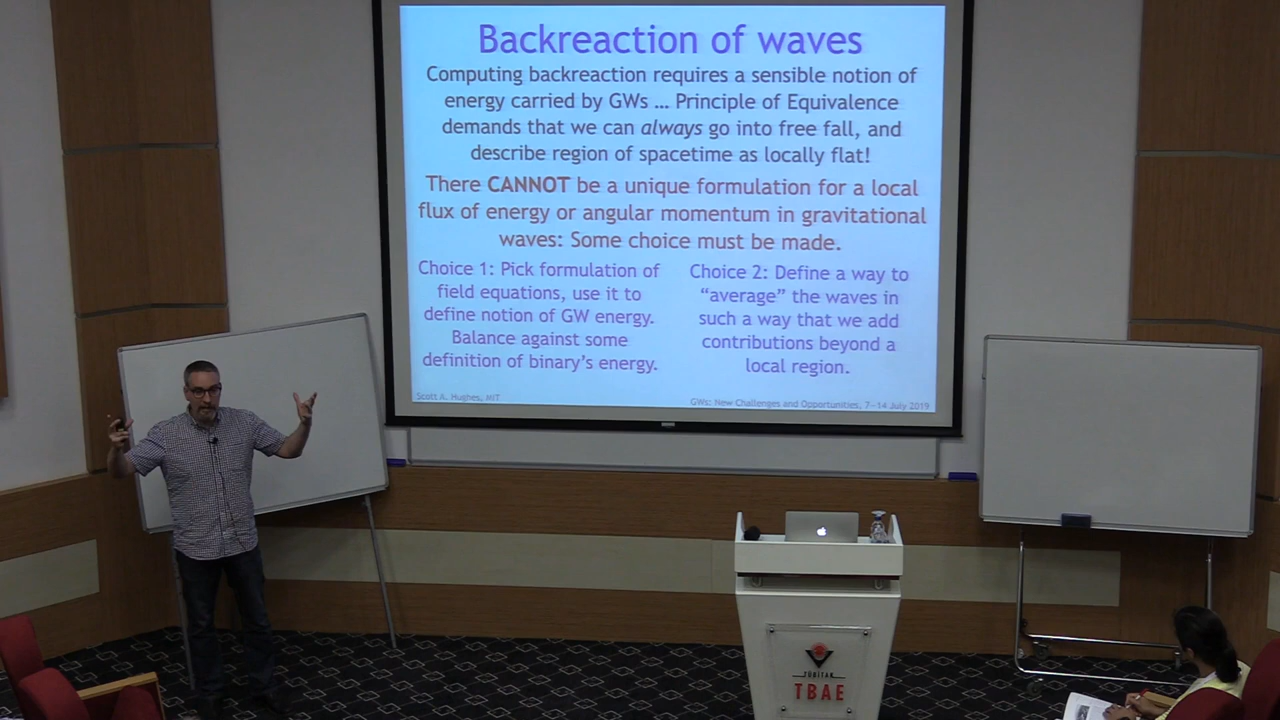 Backreaction of waves
Computing backreaction requires a sensible notion of
energy carried by GWs ... Principle of Equivalence
demands that we can always go into free fall, and
describe region of spacetime as locally flat!
There CANNOT be a unique formulation for a local
flux of energy or angular momentum in gravitational
waves: Some choice must be made.
Choice 1: Pick formulation of
field equations, use it to
define notion of GW energy.
Balance against some
definition of binary's energy.
Choice 2: Define a way to
“average” the waves in
such a way that we add
contributions beyond a
local region.
Scott A. Hughes, MIT
GWs: New Challenges and Opportunities, 7–14 July 2019
TÜBİTAK
TBAE